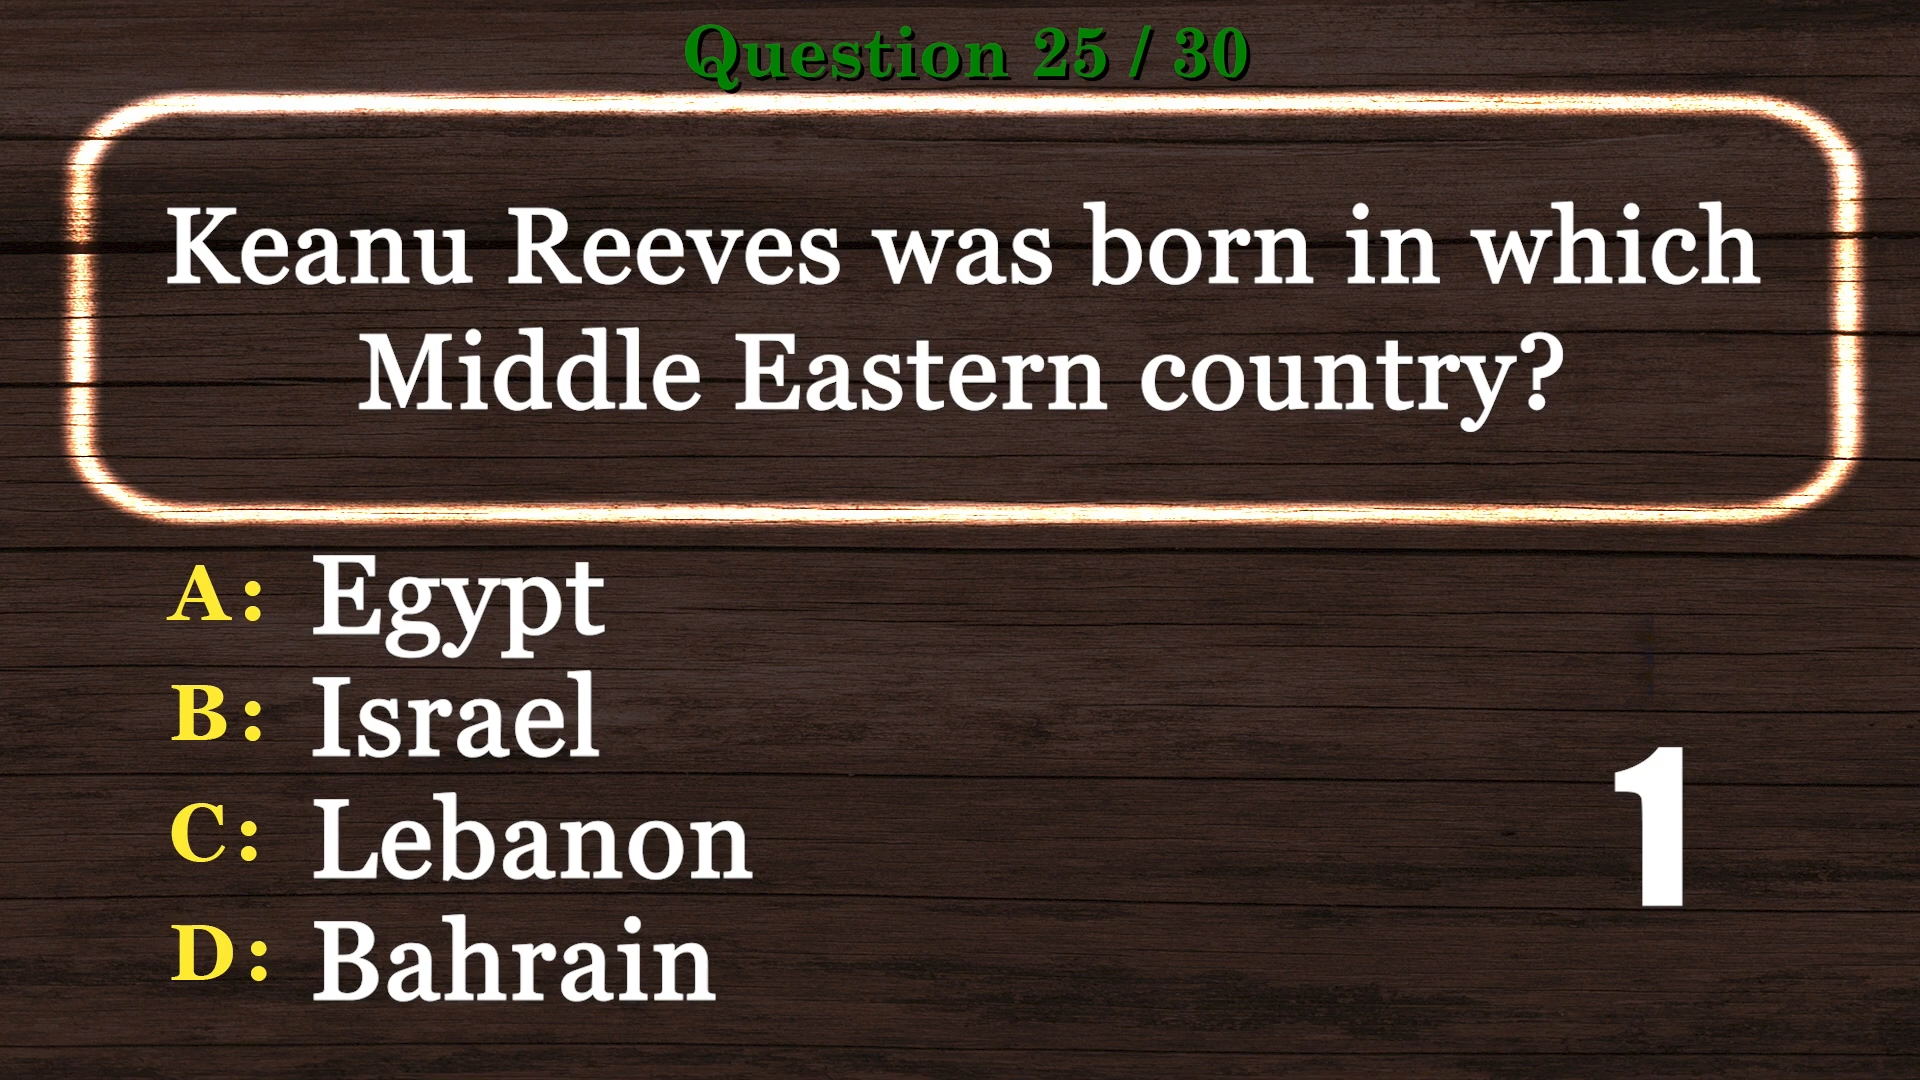 Question 25 / 30
Keanu Reeves was born in which
Middle Eastern country?
A: Egypt
B: Israel
C: Lebanon
D: Bahrain
1